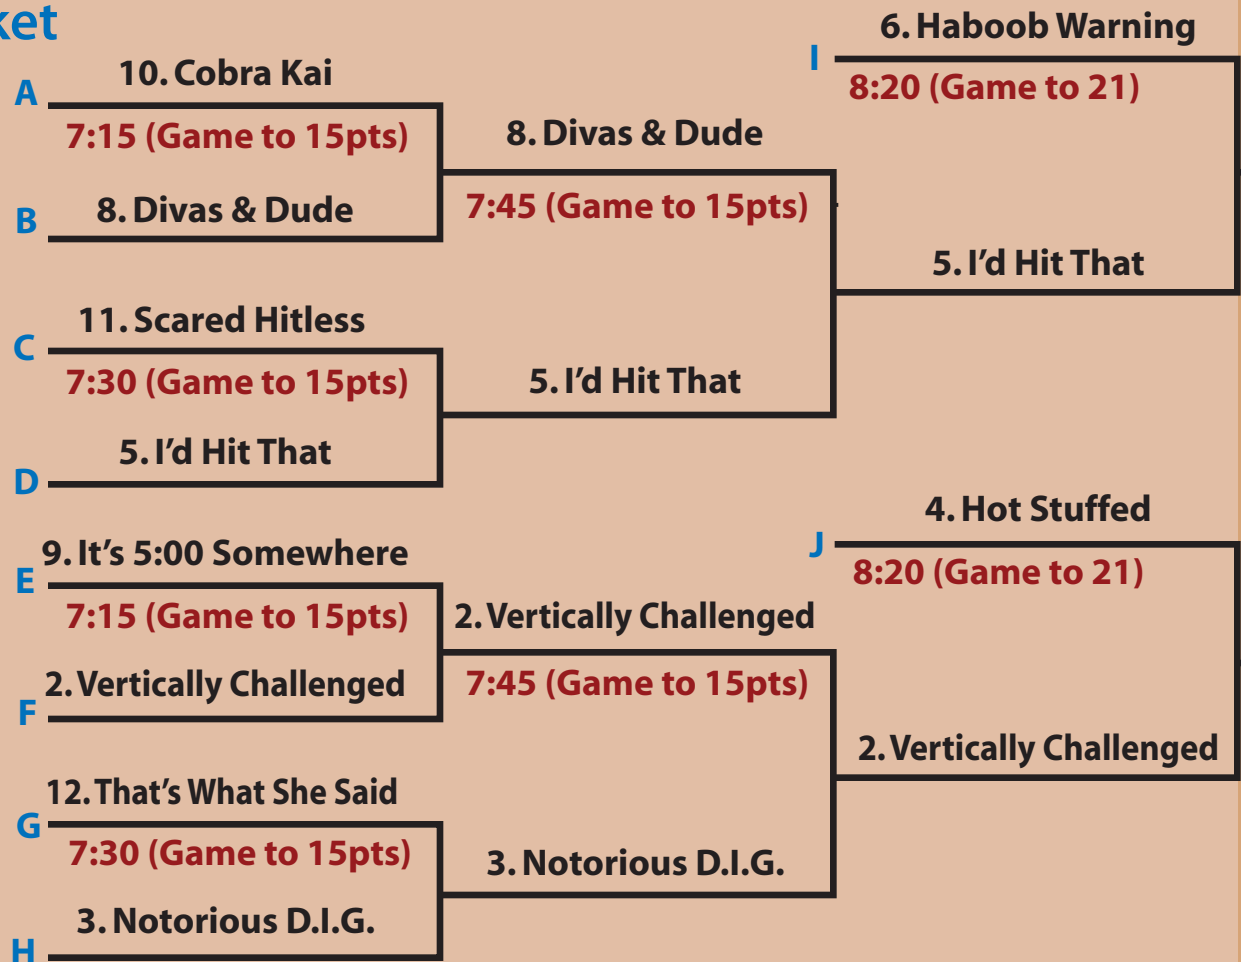 ket
A
10. Cobra Kai
7:15 (Game to 15pts)
B
8. Divas & Dude
C
11. Scared Hitless
7:30 (Game to 15pts)
D
5. I'd Hit That
E
9. It's 5:00 Somewhere
7:15 (Game to 15pts)
F
2. Vertically Challenged
G
12. That's What She Said
7:30 (Game to 15pts)
H
3. Notorious D.I.G.
8. Divas & Dude
7:45 (Game to 15pts)
5. I'd Hit That
2. Vertically Challenged
7:45 (Game to 15pts)
3. Notorious D.I.G.
I
6. Haboob Warning
8:20 (Game to 21)
5. I'd Hit That
J
4. Hot Stuffed
8:20 (Game to 21)
2. Vertically Challenged